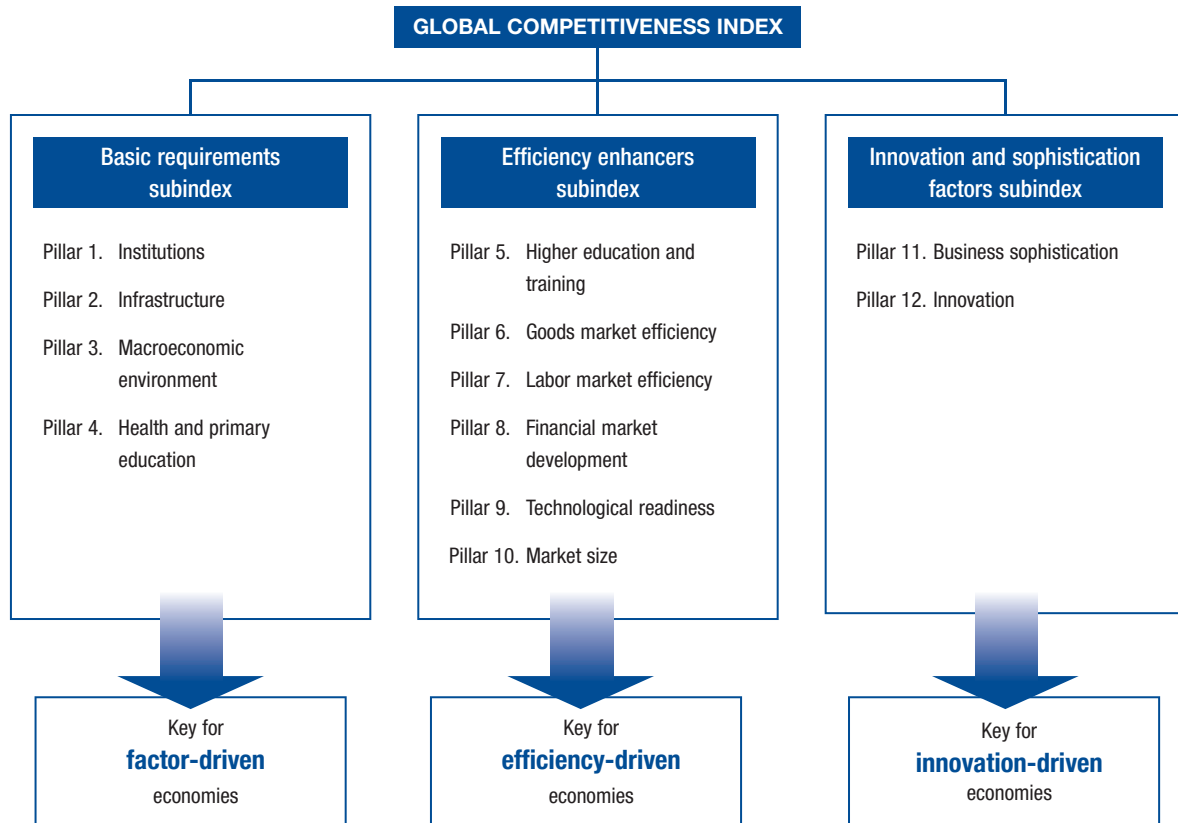 GLOBAL COMPETITIVENESS INDEX
Basic requirements
subindex
Pillar 1. Institutions
Pillar 2. Infrastructure
Pillar 3. Macroeconomic
environment
Pillar 4. Health and primary
education
Key for
factor-driven
economies
Efficiency enhancers
subindex
Pillar 5. Higher education and
training
Pillar 6. Goods market efficiency
Pillar 7. Labor market efficiency
Pillar 8. Financial market
development
Pillar 9. Technological readiness
Pillar 10. Market size
Key for
efficiency-driven
economies
Innovation and sophistication
factors subindex
Pillar 11. Business sophistication
Pillar 12. Innovation
Key for
innovation-driven
economies